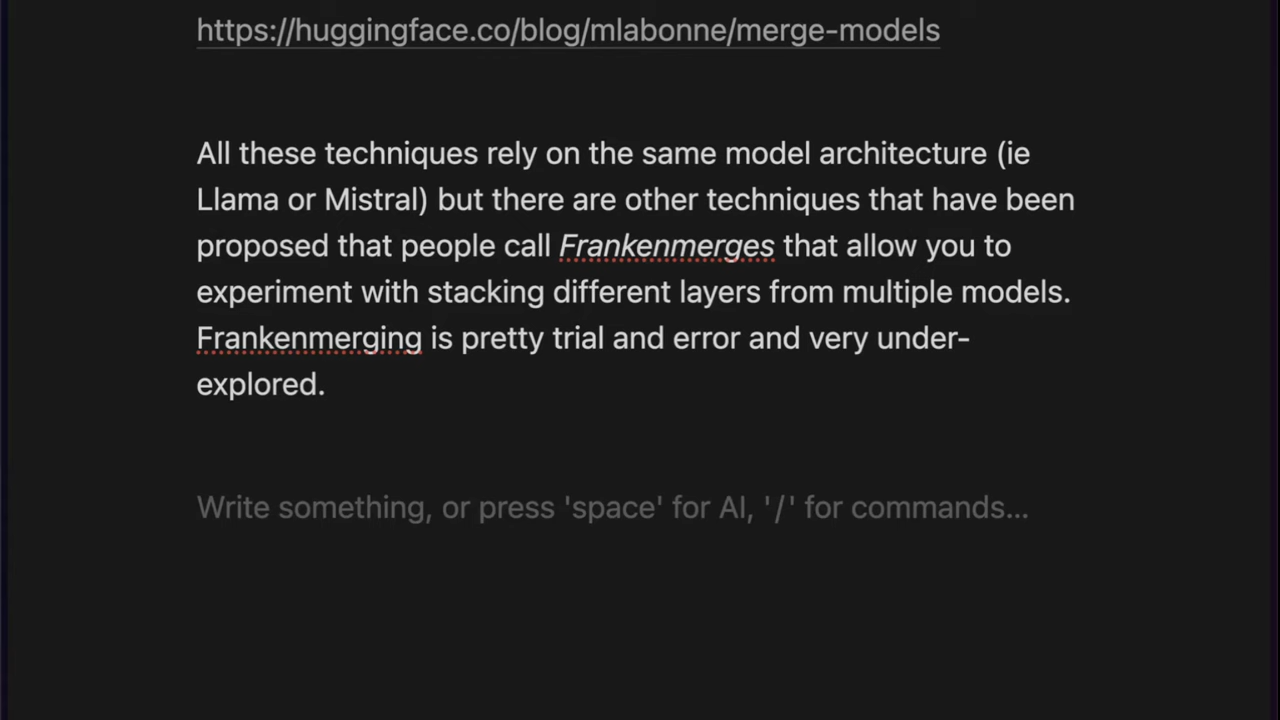 https://huggingface.co/blog/mlabonne/merge-models
All these techniques rely on the same model architecture (ie
Llama or Mistral) but there are other techniques that have been
proposed that people call Frankenmerges that allow you to
experiment with stacking different layers from multiple models.
Frankenmerging is pretty trial and error and very under-
explored.
Write something, or press 'space' for AI, '/' for commands...